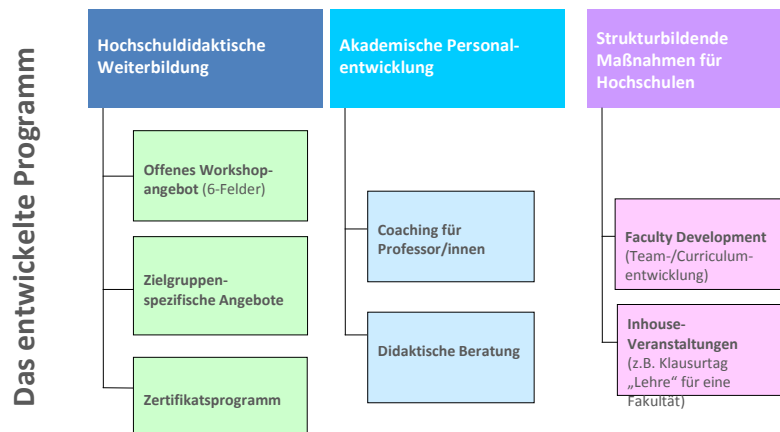 Das entwickelte Programm
Hochschuldidaktische
Weiterbildung
Offenes Workshop-
angebot (6-Felder)
Zielgruppen-
spezifische Angebote
Zertifikatsprogramm
Akademische Personal-
entwicklung
Coaching für
Professor/innen
Didaktische Beratung
Strukturbildende
Maßnahmen für
Hochschulen
Faculty Development
(Team-/Curriculum-
entwicklung)
Inhouse-
Veranstaltungen
(z.B. Klausurtag
„Lehre“ für eine
Fakultät)